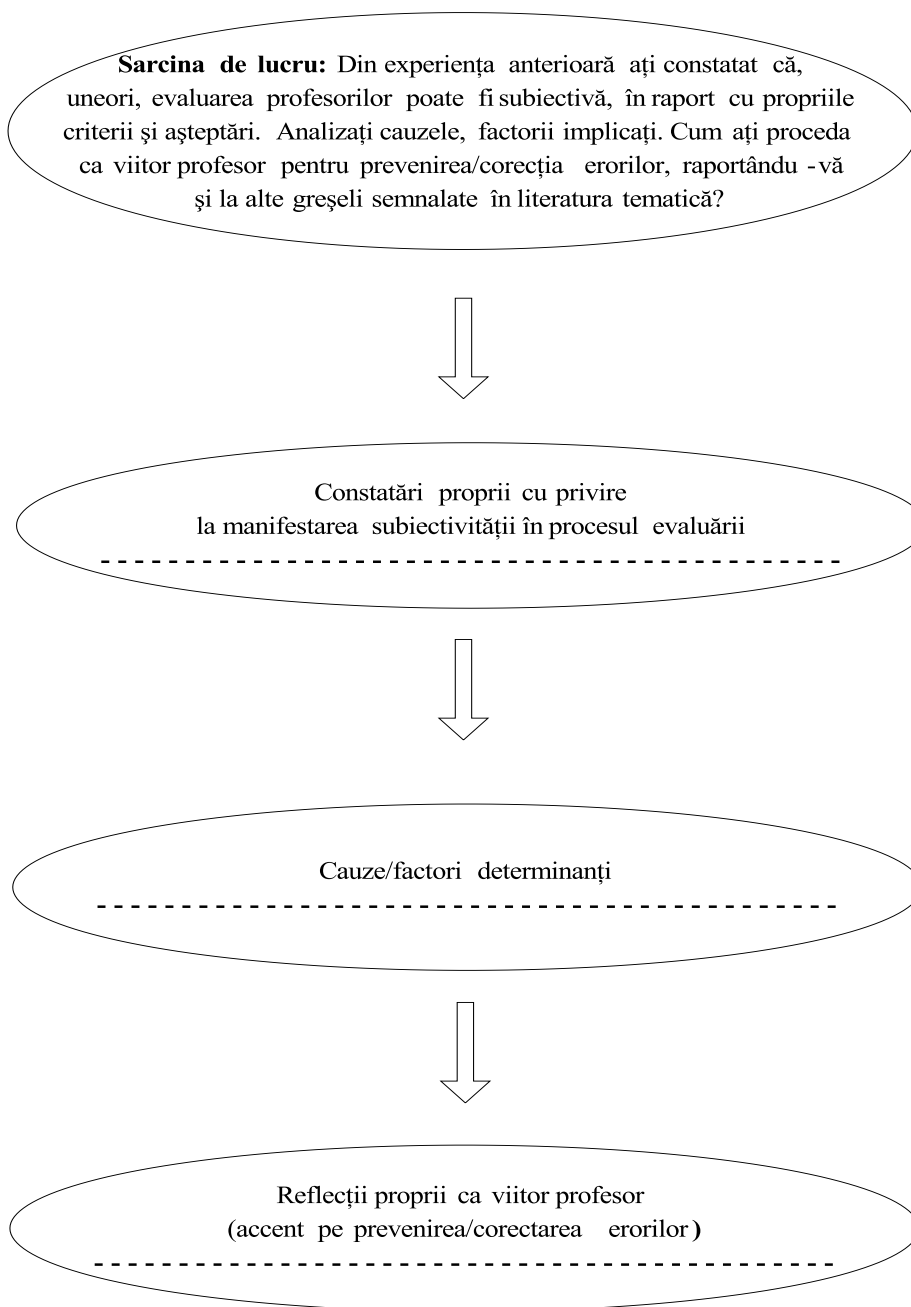 Sarcina de lucru: Din experiența anterioară ați constatat că,
uneori, evaluarea profesorilor poate fi subiectivă, în raport cu propriile
criterii şi aşteptări. Analizați cauzele, factorii implicați. Cum ați proceda
ca viitor profesor pentru prevenirea/corecția erorilor, raportându-vă
şi la alte greşeli semnalate în literatura tematică?
Constatări proprii cu privire
la manifestarea subiectivității în procesul evaluării
Cauze/factori determinanți
Reflecții proprii ca viitor profesor
(accent pe prevenirea/corectarea erorilor)